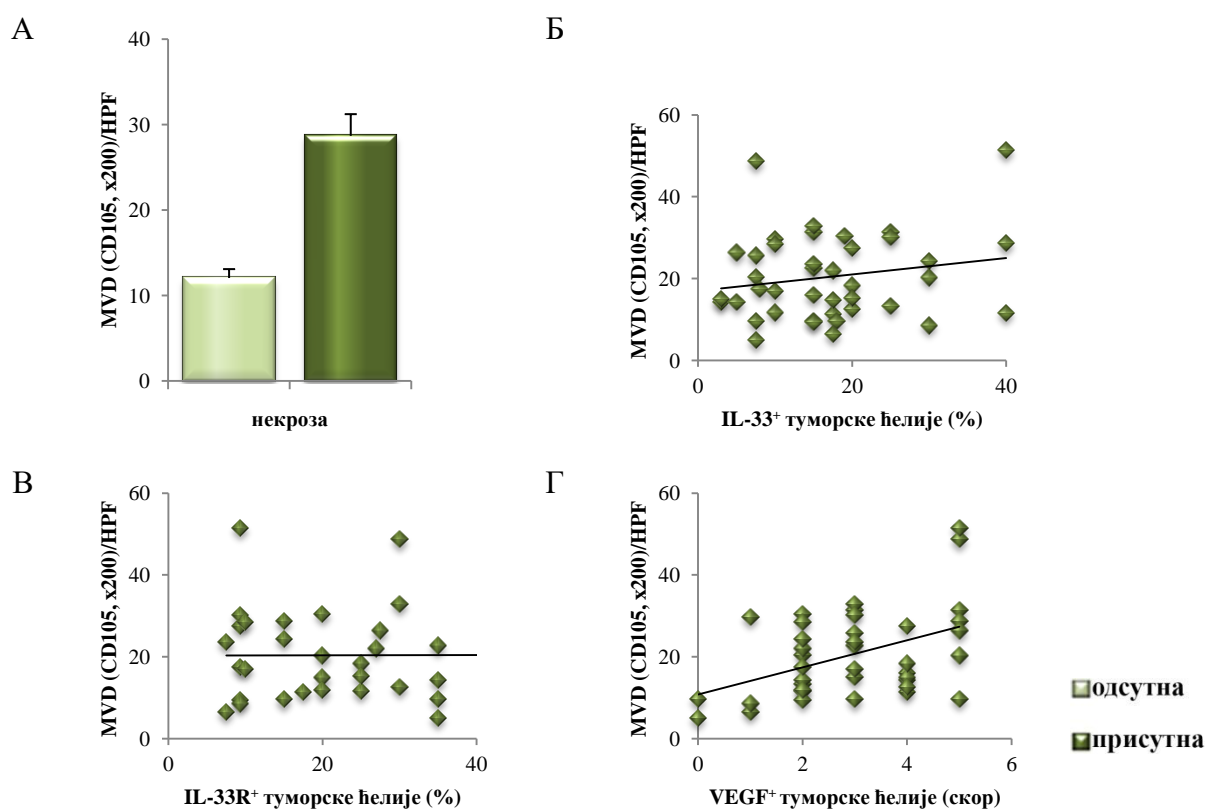 А
40
30
20
10
0
MVD (CD105, x200)/HPF
некроза
Б
60
40
20
0
0 20 40
MVD (CD105, x200)/HPF
IL-33⁺ туморске ћелије (%)
В
60
40
20
0
0 20 40
MVD (CD105, x200)/HPF
IL-33R⁺ туморске ћелије (%)
Г
60
40
20
0
0 2 4 6
MVD (CD105, x200)/HPF
VEGF⁺ туморске ћелије (скор)
одсутна
присутна